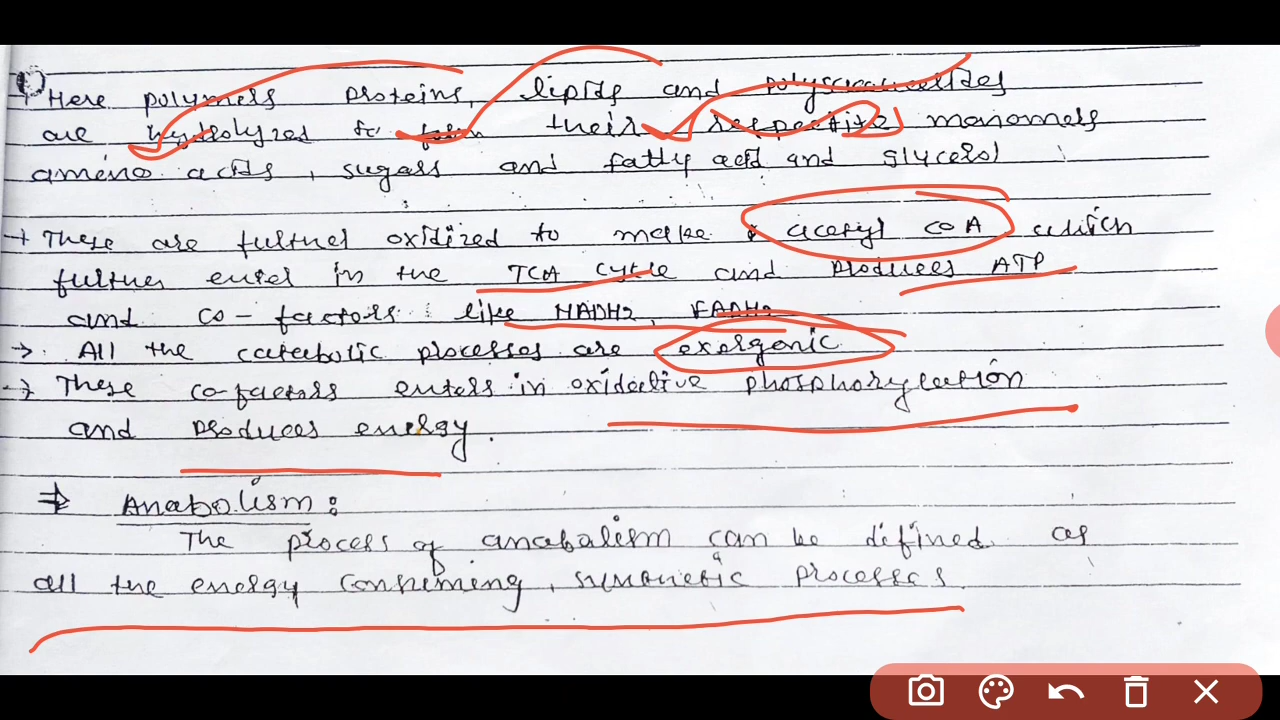 → Here polymers proteins, lipids and polysaccharides
are hydrolyzed to form their respective monomers
amino acids, sugars and fatty acid and glycerol
→ These are further oxidized to make acetyl coA which
further enter in the TCA cycle and produces ATP
and co-factors like NADH2, FADH2
→ All the catabolic processes are exergonic
→ These co-factors enters in oxidative phosphorylation
and produces energy.
⇒ Anabolism:
The process of anabolism can be defined as
all the energy consuming, synthetic processes